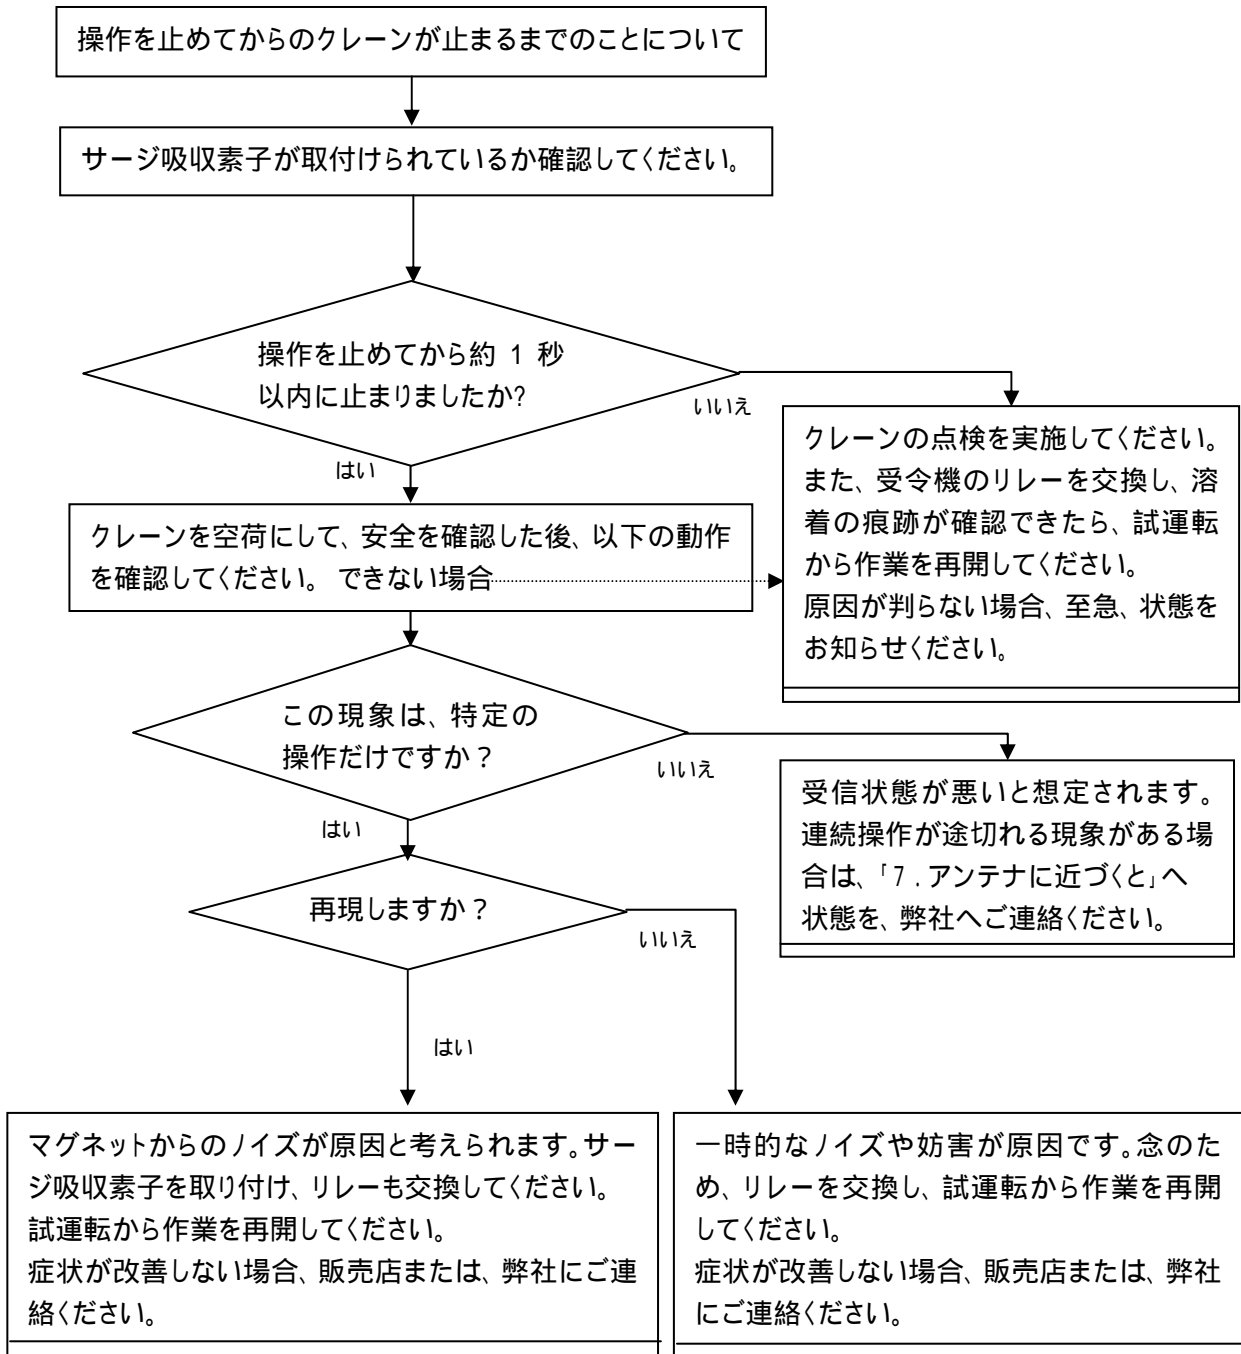 操作を止めてからのクレーンが止まるまでのことについて
サージ吸収素子が取付けられているか確認してください。
操作を止めてから約 1 秒
以内に止まりましたか?
いいえ
はい
クレーンの点検を実施してください。
また、受令機のリレーを交換し、溶
着の痕跡が確認できたら、試運転
から作業を再開してください。
原因が判らない場合、至急、状態を
お知らせください。
クレーンを空荷にして、安全を確認した後、以下の動作
を確認してください。 できない場合
この現象は、特定の
操作だけですか？
いいえ
はい
受信状態が悪いと想定されます。
連続操作が途切れる現象がある場
合は、「7．アンテナに近づくと」へ
状態を、弊社へご連絡ください。
再現しますか？
いいえ
はい
マグネットからのノイズが原因と考えられます。サー
ジ吸収素子を取り付け、リレーも交換してください。
試運転から作業を再開してください。
症状が改善しない場合、販売店または、弊社にご連
絡ください。
一時的なノイズや妨害が原因です。念のた
め、リレーを交換し、試運転から作業を再開
してください。
症状が改善しない場合、販売店または、弊社
にご連絡ください。